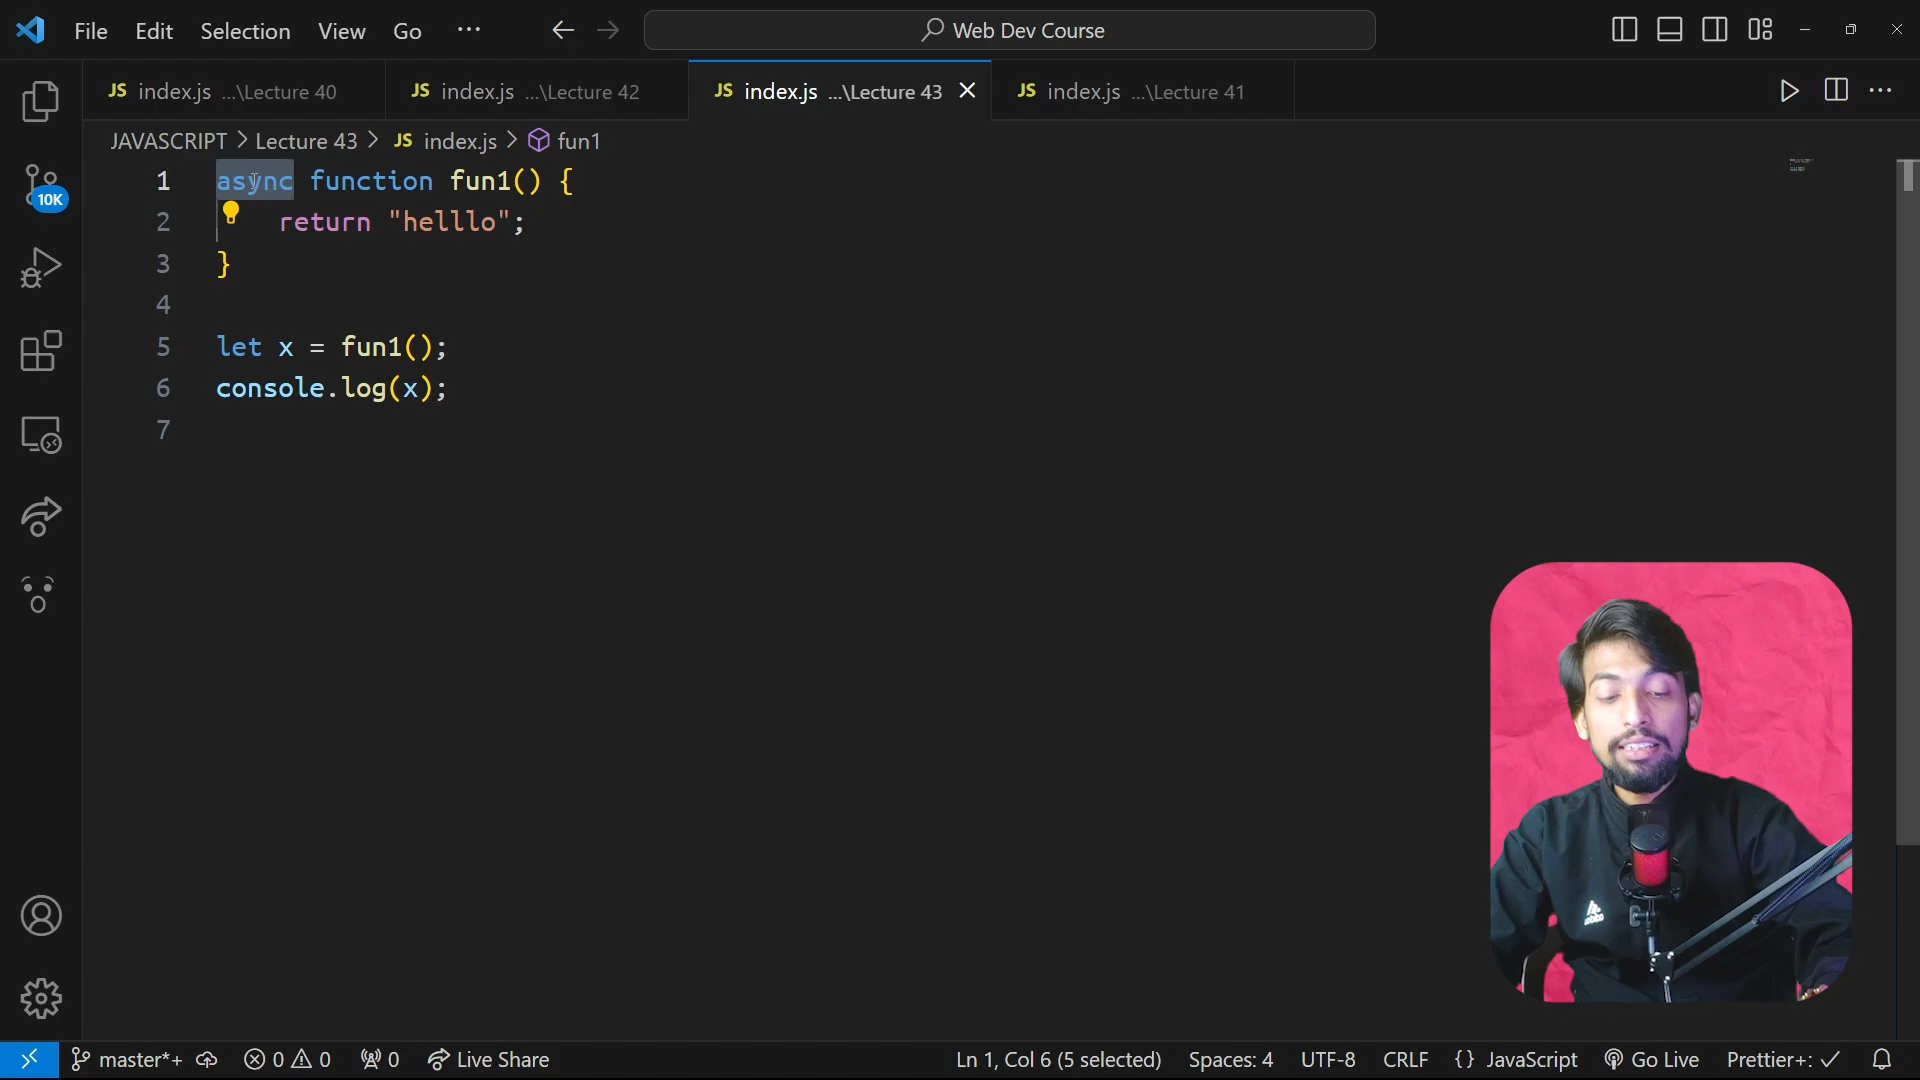 File Edit Selection View Go ··· Web Dev Course
JS index.js ...\Lecture 40 JS index.js ...\Lecture 42 JS index.js ...\Lecture 43 JS index.js ...\Lecture 41
JAVASCRIPT > Lecture 43 > JS index.js > fun1
1 async function fun1() {
2 return "helllo";
3 }
4
5 let x = fun1();
6 console.log(x);
7
10K
master*+ 0 0 0 Live Share Ln 1, Col 6 (5 selected) Spaces: 4 UTF-8 CRLF {} JavaScript Go Live Prettier+: ✓